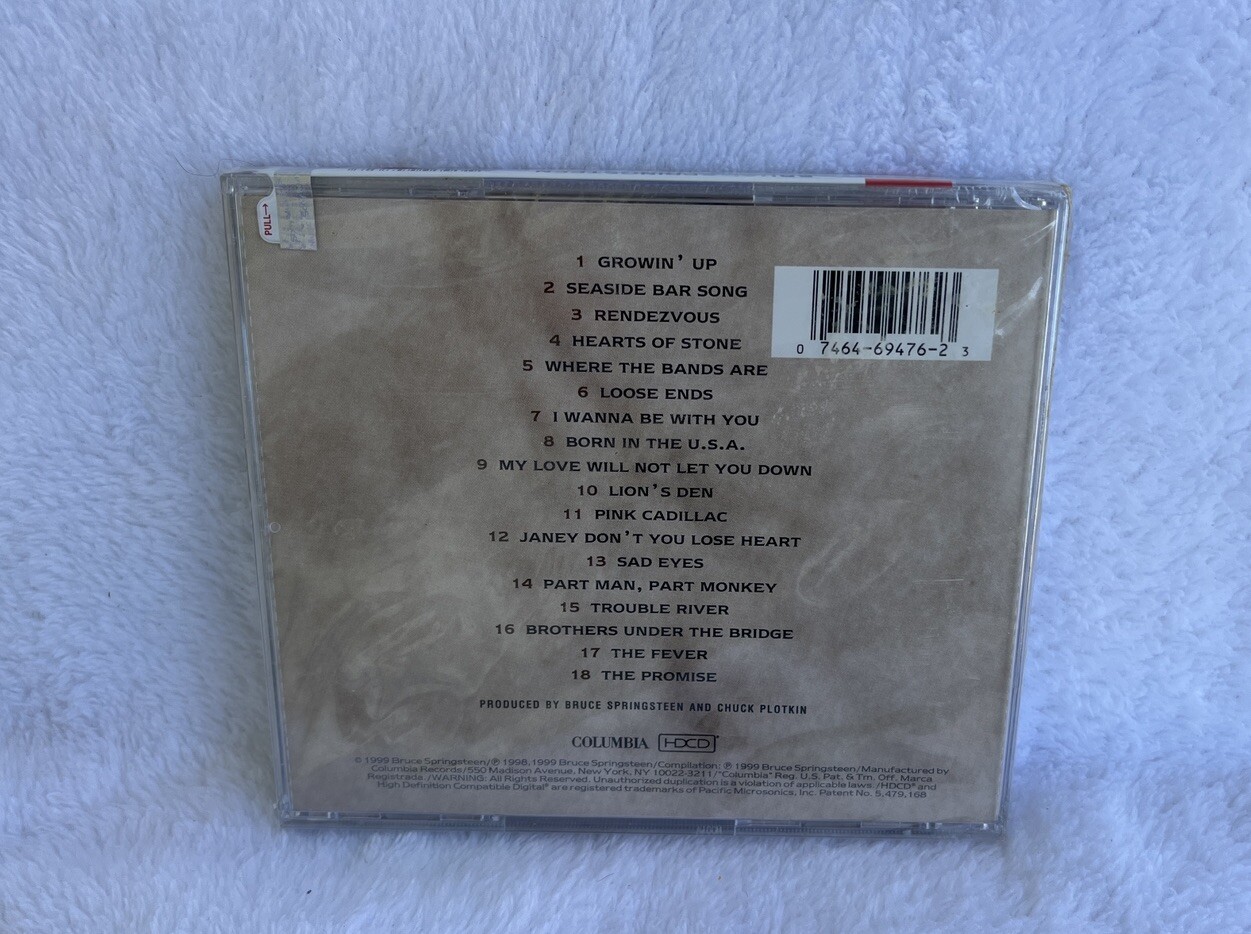 PULL→
1 GROWIN' UP
2 SEASIDE BAR SONG
3 RENDEZVOUS
4 HEARTS OF STONE
5 WHERE THE BANDS ARE
6 LOOSE ENDS
7 I WANNA BE WITH YOU
8 BORN IN THE U.S.A.
9 MY LOVE WILL NOT LET YOU DOWN
10 LION'S DEN
11 PINK CADILLAC
12 JANEY DON'T YOU LOSE HEART
13 SAD EYES
14 PART MAN, PART MONKEY
15 TROUBLE RIVER
16 BROTHERS UNDER THE BRIDGE
17 THE FEVER
18 THE PROMISE
0 7464-69476-2 3
PRODUCED BY BRUCE SPRINGSTEEN AND CHUCK PLOTKIN
COLUMBIA HDCD®
© 1999 Bruce Springsteen/℗ 1998, 1999 Bruce Springsteen/Compilation: ℗ 1999 Bruce Springsteen/Manufactured by
Columbia Records/550 Madison Avenue, New York, NY 10022-3211/"Columbia" Reg. U.S. Pat. & Tm. Off. Marca
Registrada./WARNING: All Rights Reserved. Unauthorized duplication is a violation of applicable laws./HDCD® and
High Definition Compatible Digital® are registered trademarks of Pacific Microsonics, Inc. Patent No. 5,479,168